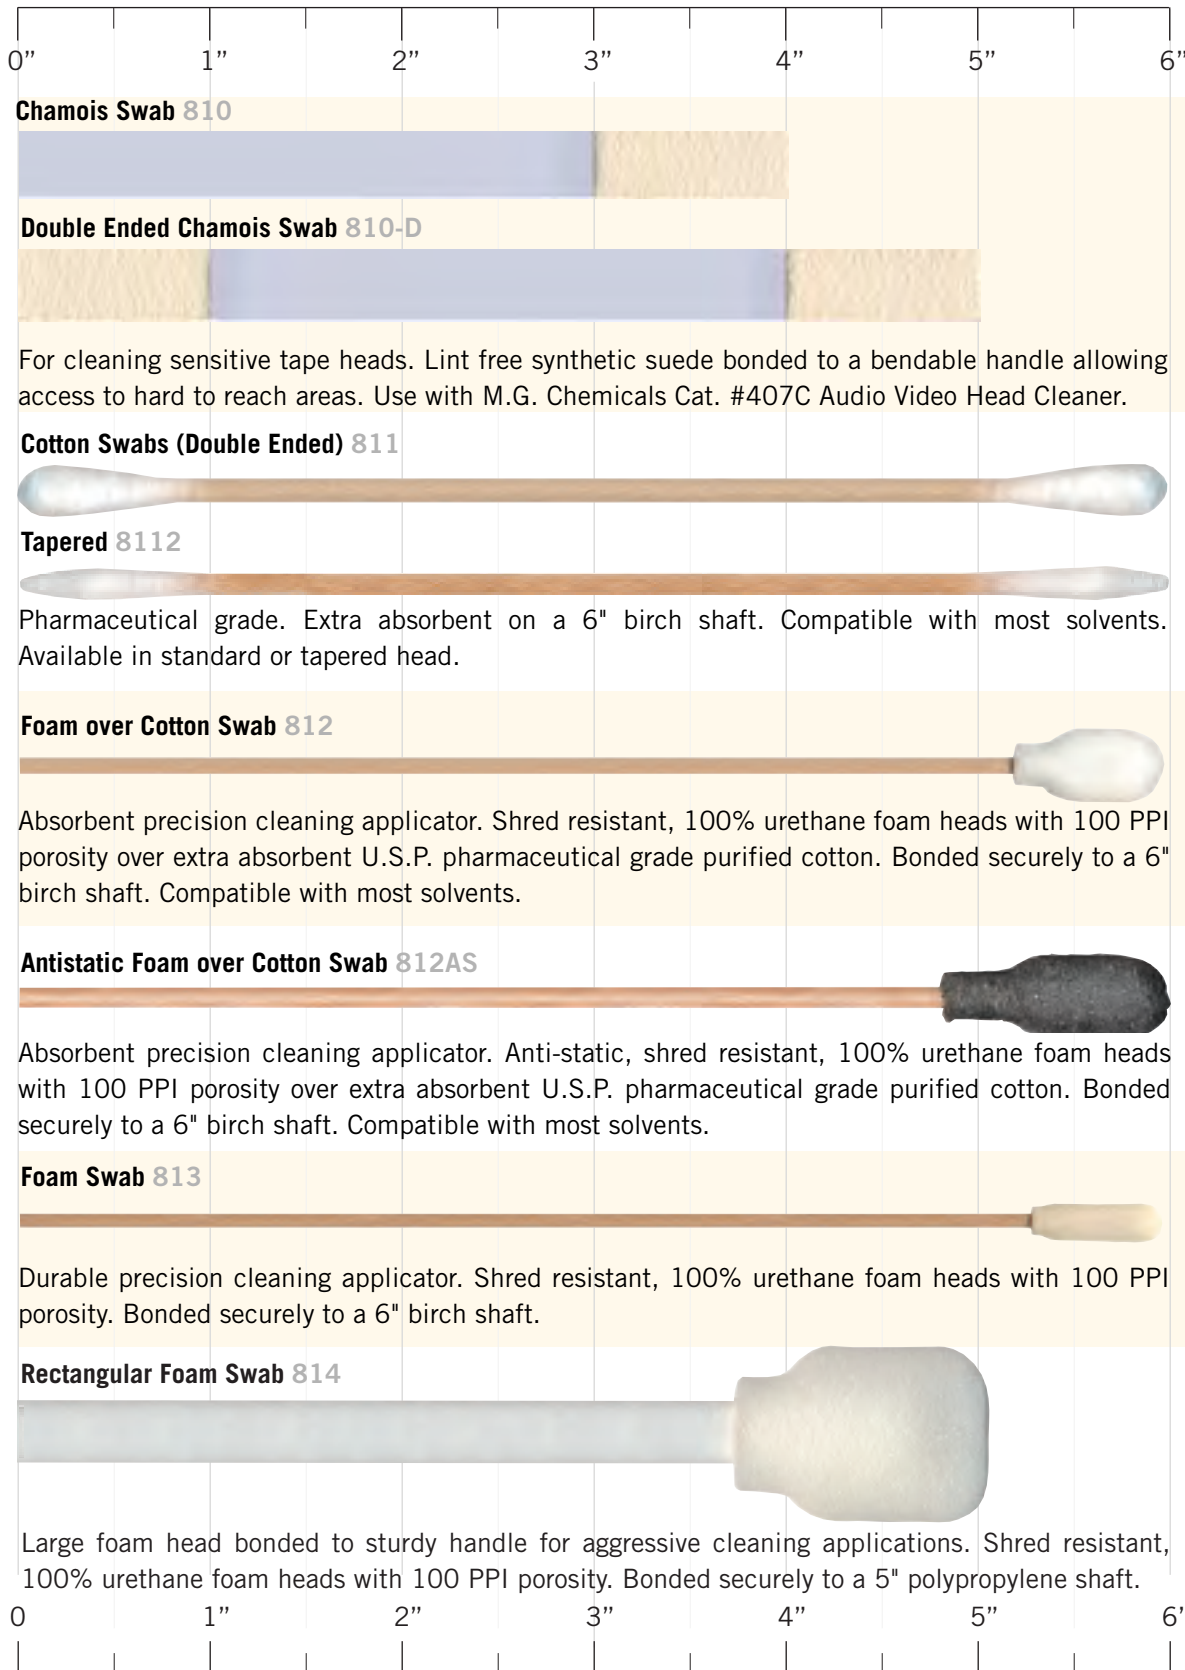 0” 1” 2” 3” 4” 5” 6”
Chamois Swab 810
Double Ended Chamois Swab 810-D
For cleaning sensitive tape heads. Lint free synthetic suede bonded to a bendable handle allowing
access to hard to reach areas. Use with M.G. Chemicals Cat. #407C Audio Video Head Cleaner.
Cotton Swabs (Double Ended) 811
Tapered 8112
Pharmaceutical grade. Extra absorbent on a 6" birch shaft. Compatible with most solvents.
Available in standard or tapered head.
Foam over Cotton Swab 812
Absorbent precision cleaning applicator. Shred resistant, 100% urethane foam heads with 100 PPI
porosity over extra absorbent U.S.P. pharmaceutical grade purified cotton. Bonded securely to a 6"
birch shaft. Compatible with most solvents.
Antistatic Foam over Cotton Swab 812AS
Absorbent precision cleaning applicator. Anti-static, shred resistant, 100% urethane foam heads
with 100 PPI porosity over extra absorbent U.S.P. pharmaceutical grade purified cotton. Bonded
securely to a 6" birch shaft. Compatible with most solvents.
Foam Swab 813
Durable precision cleaning applicator. Shred resistant, 100% urethane foam heads with 100 PPI
porosity. Bonded securely to a 6" birch shaft.
Rectangular Foam Swab 814
Large foam head bonded to sturdy handle for aggressive cleaning applications. Shred resistant,
100% urethane foam heads with 100 PPI porosity. Bonded securely to a 5" polypropylene shaft.
0 1” 2” 3” 4” 5” 6’